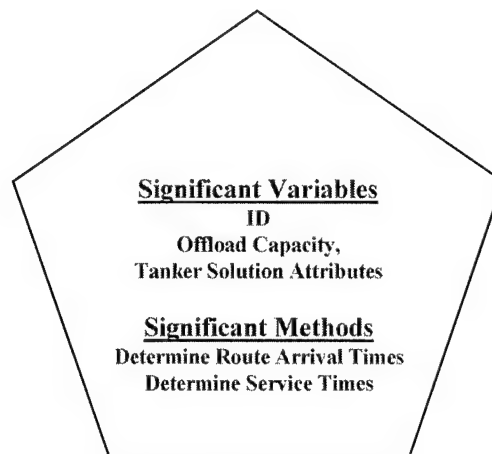 Significant Variables
ID
Offload Capacity,
Tanker Solution Attributes
Significant Methods
Determine Route Arrival Times
Determine Service Times